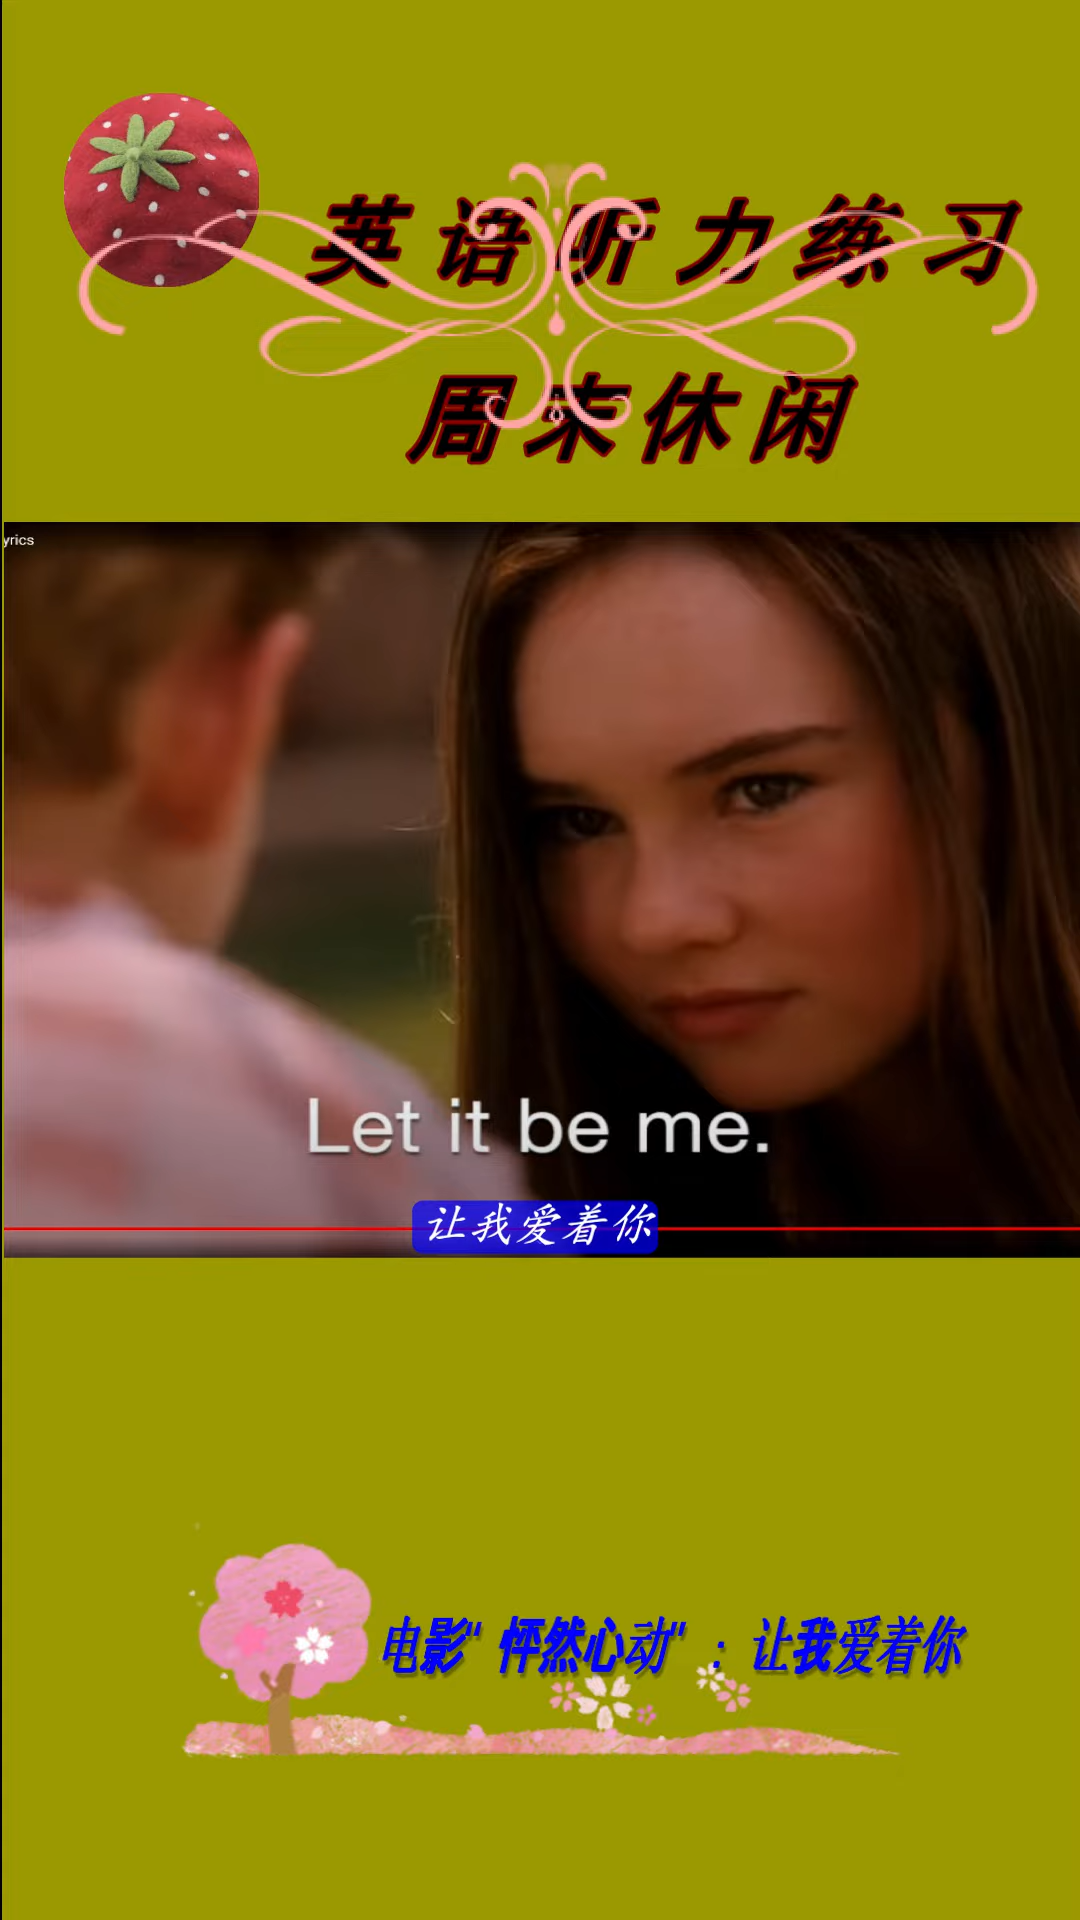 英语听力练习
周末休闲
yrics
Let it be me.
让我爱着你
电影"怦然心动"：让我爱着你